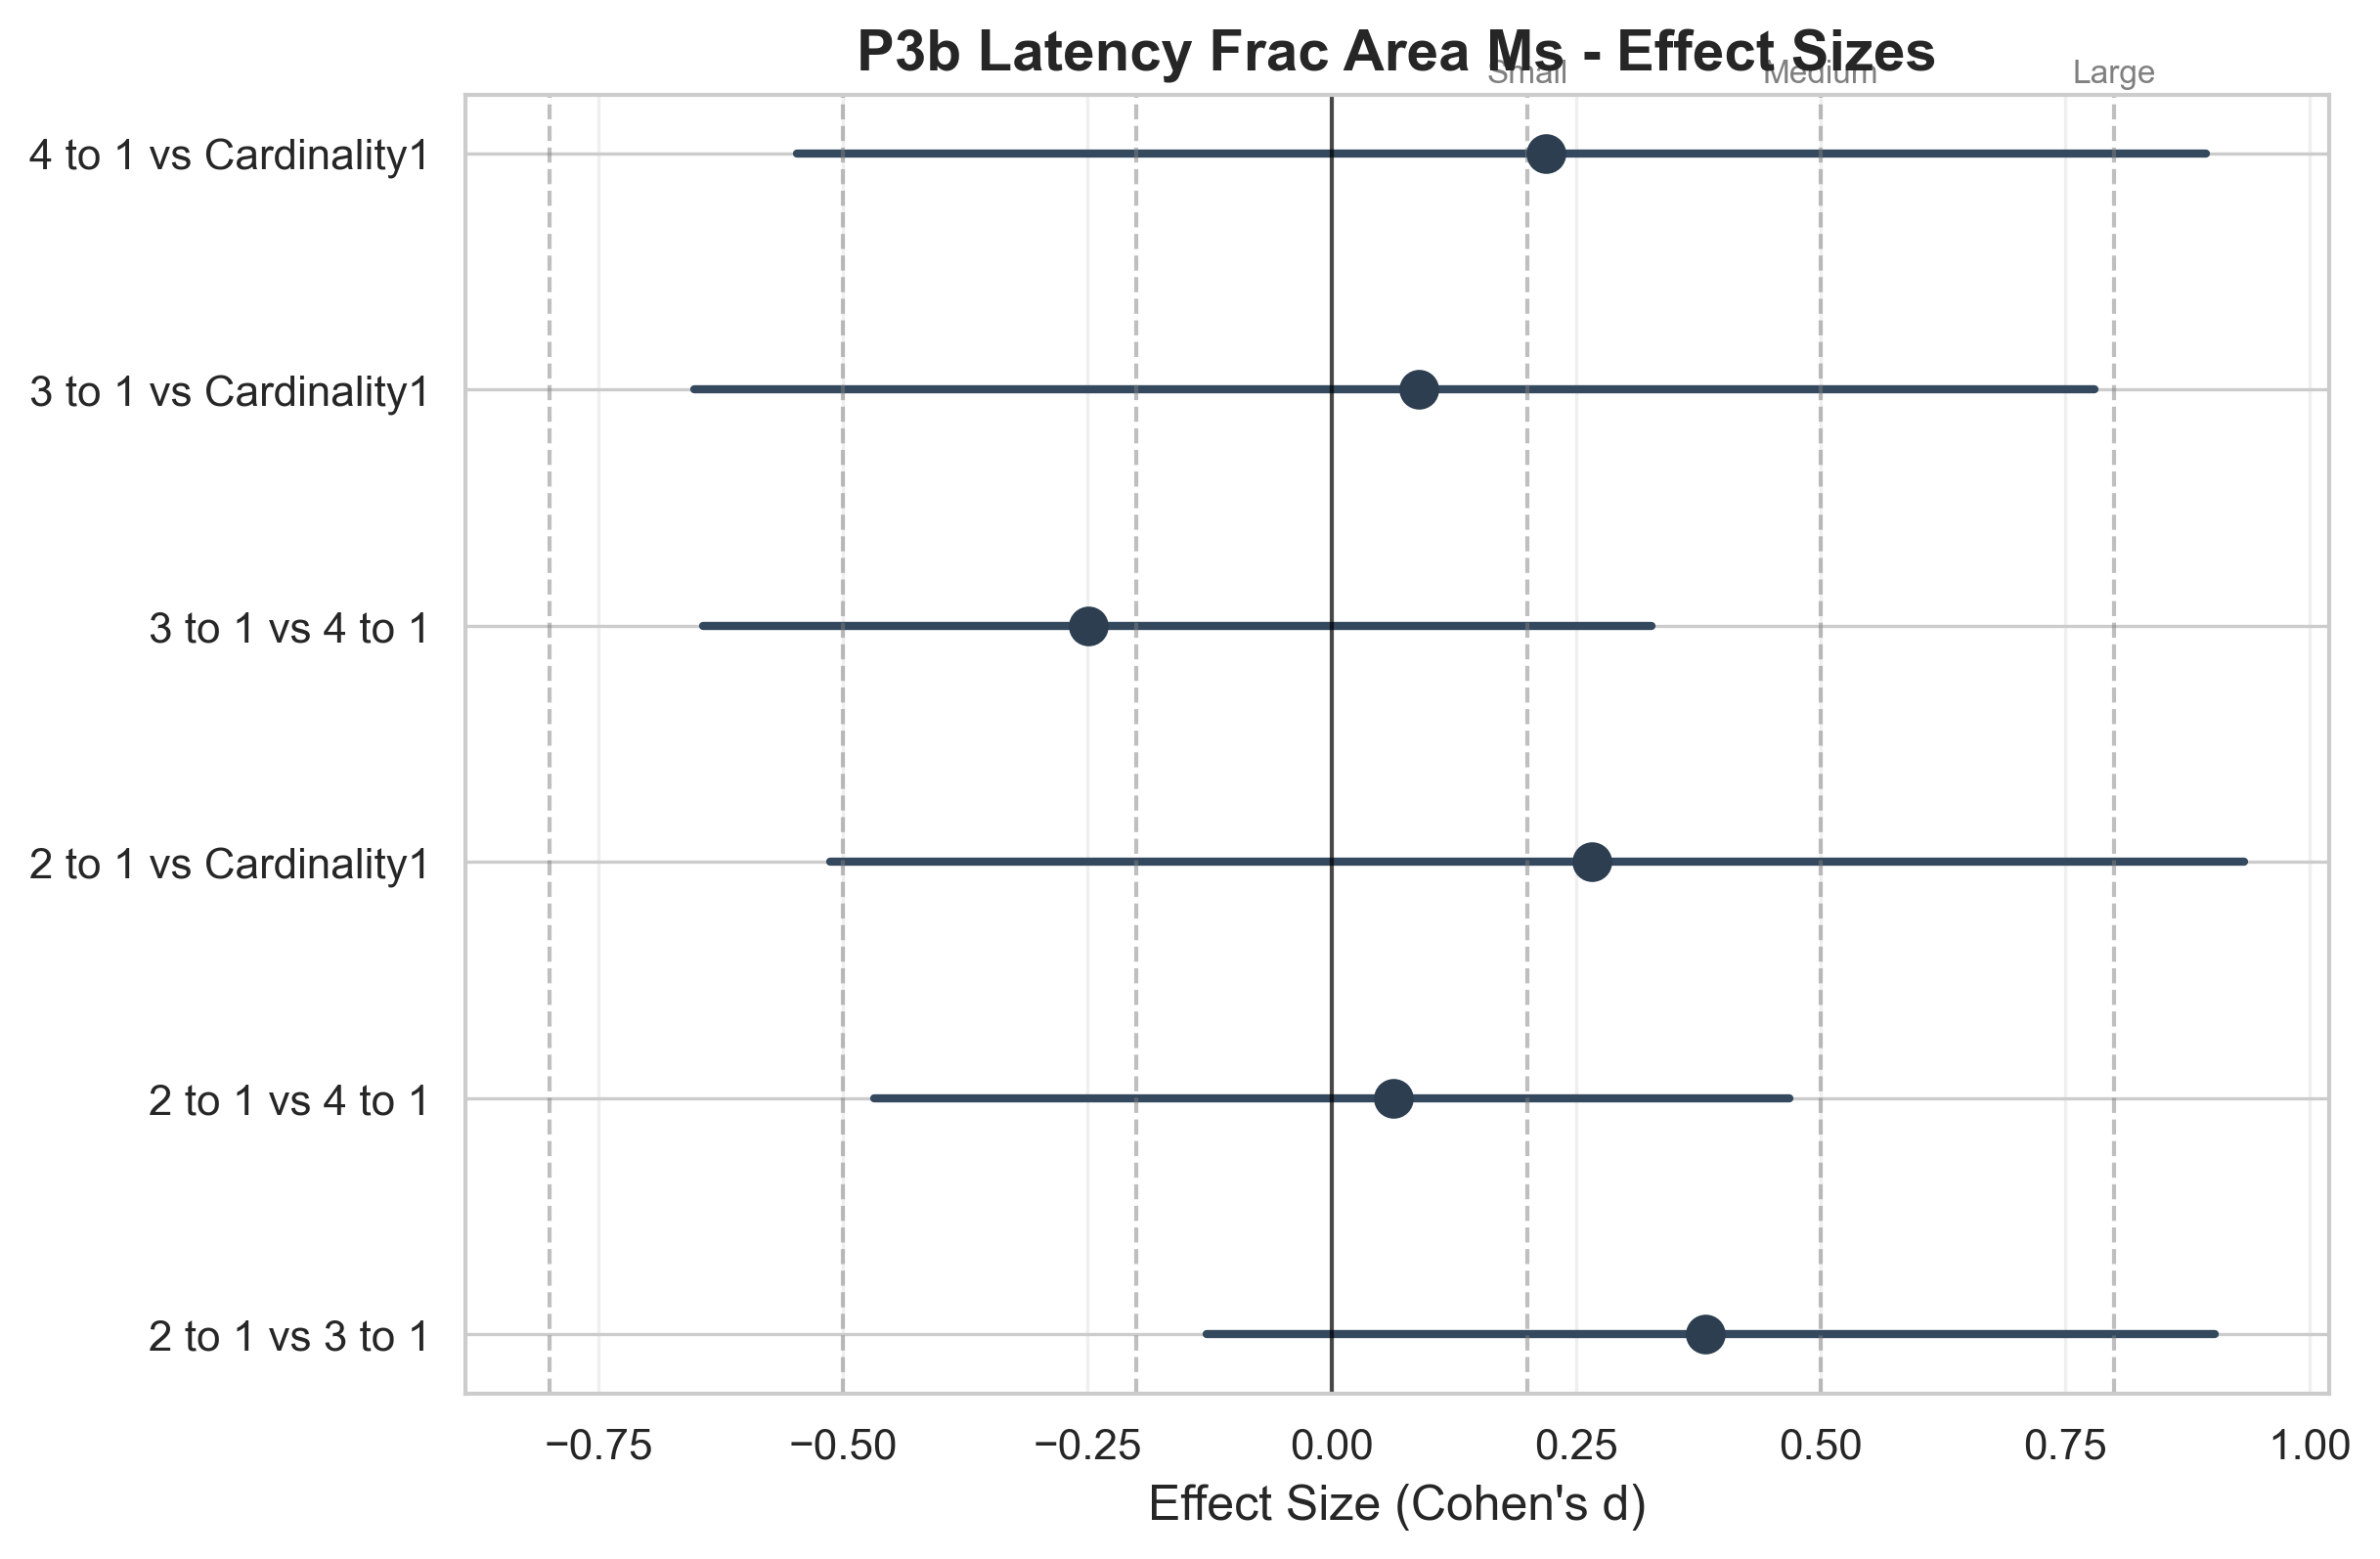 P3b Latency Frac Area Ms - Effect Sizes
Small Medium Large
4 to 1 vs Cardinality1
3 to 1 vs Cardinality1
3 to 1 vs 4 to 1
2 to 1 vs Cardinality1
2 to 1 vs 4 to 1
2 to 1 vs 3 to 1
−0.75 −0.50 −0.25 0.00 0.25 0.50 0.75 1.00
Effect Size (Cohen's d)